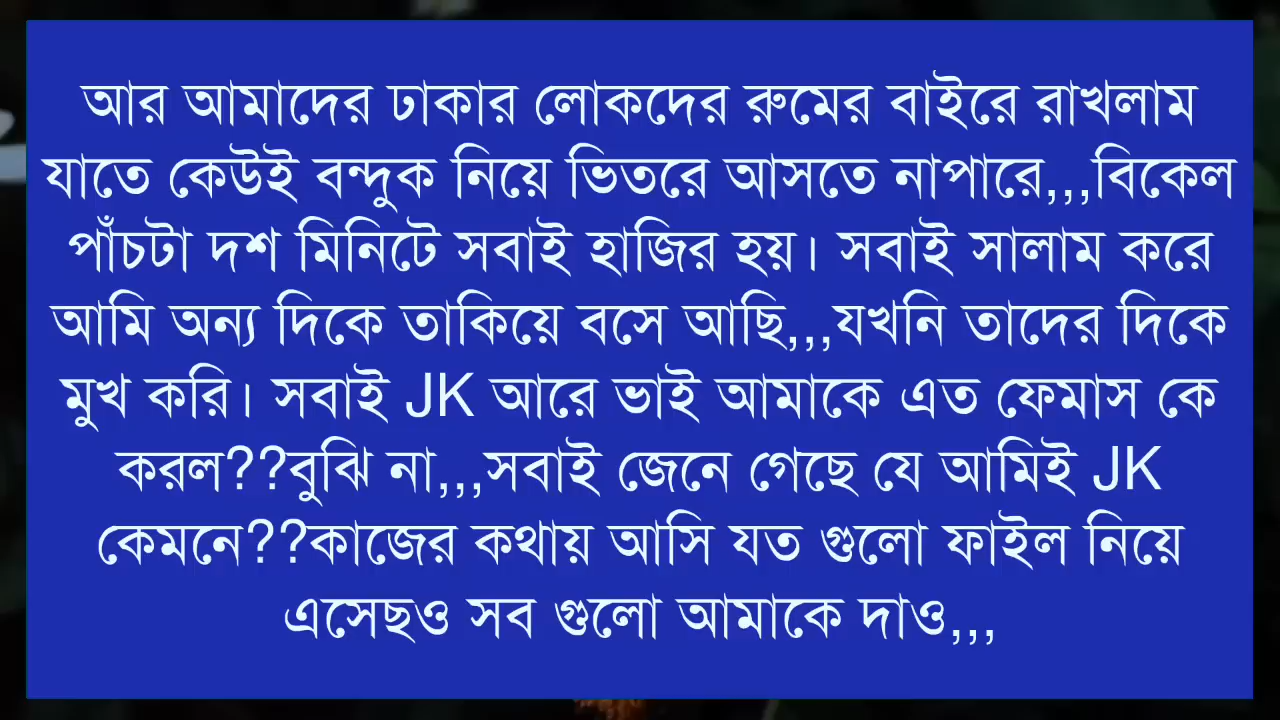 আর আমাদের ঢাকার লোকদের রুমের বাইরে রাখলাম
যাতে কেউই বন্দুক নিয়ে ভিতরে আসতে নাপারে,,,বিকেল
পাঁচটা দশ মিনিটে সবাই হাজির হয়। সবাই সালাম করে
আমি অন্য দিকে তাকিয়ে বসে আছি,,,যখনি তাদের দিকে
মুখ করি। সবাই JK আরে ভাই আমাকে এত ফেমাস কে
করল??বুঝি না,,,সবাই জেনে গেছে যে আমিই JK
কেমনে??কাজের কথায় আসি যত গুলো ফাইল নিয়ে
এসেছও সব গুলো আমাকে দাও,,,